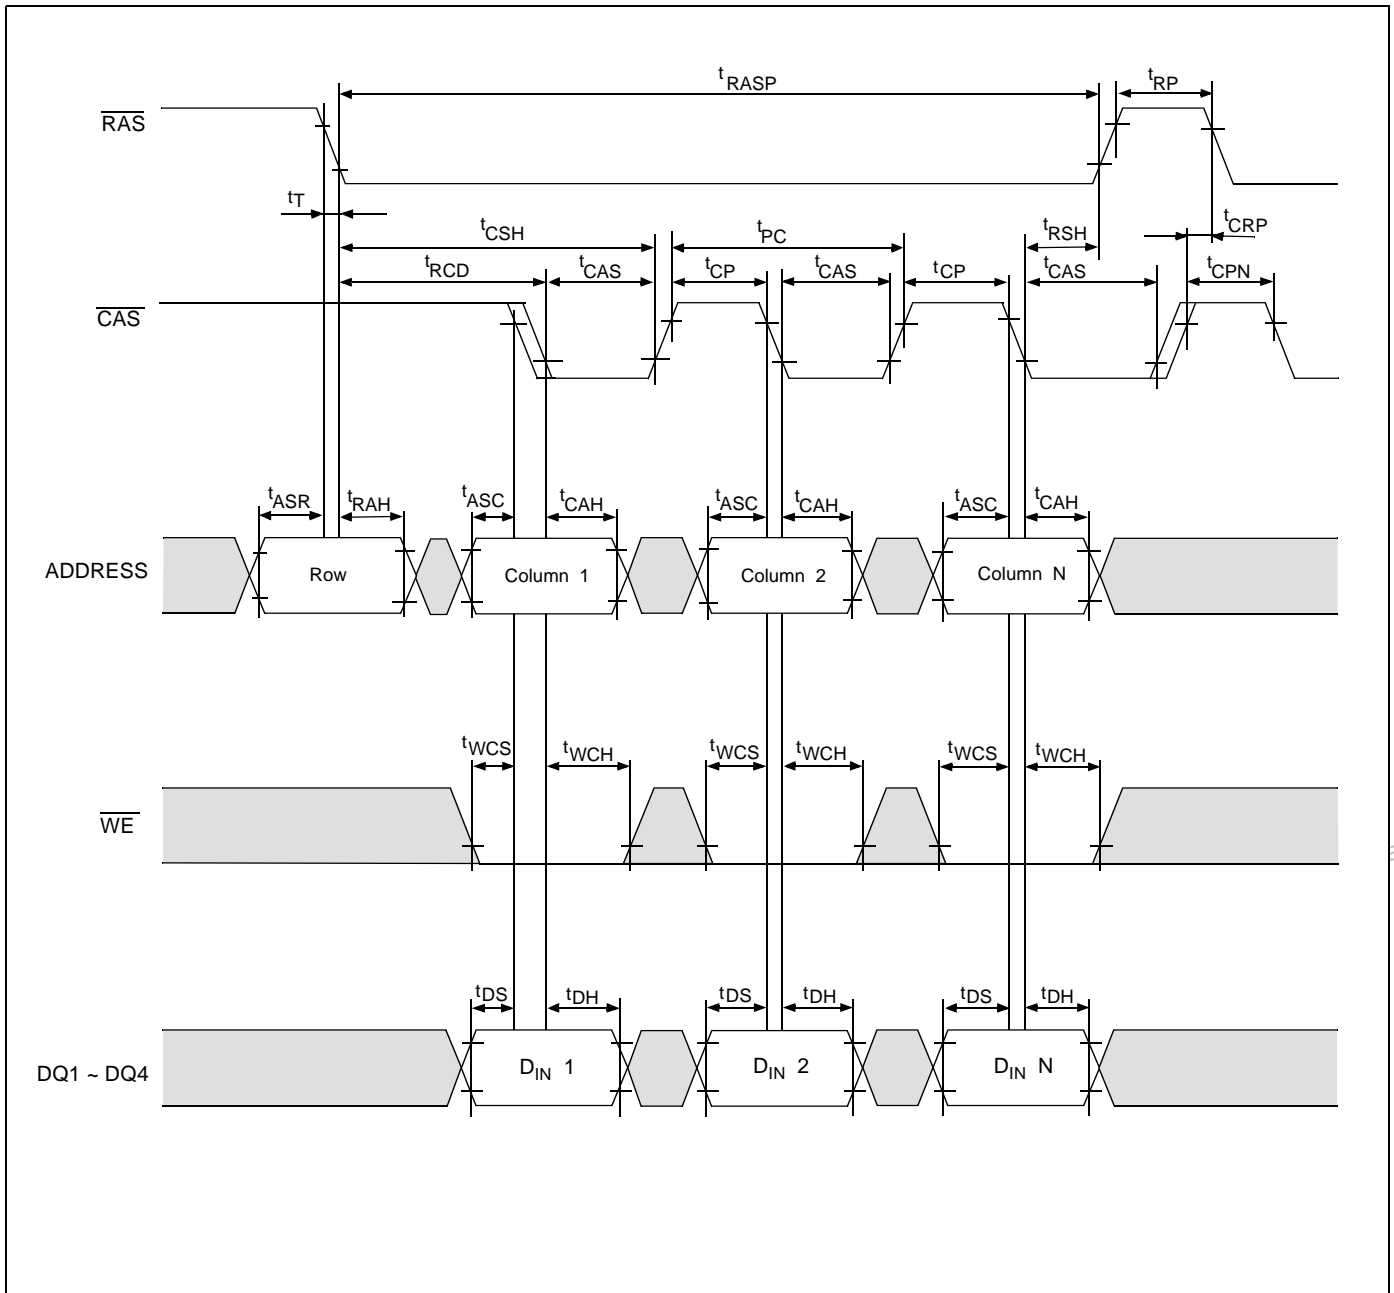 tRASP tRP
RAS
tT
tCSH tPC tRSH tCRP
tRCD tCAS tCP tCAS tCP tCAS tCPN
CAS
tASR tRAH tASC tCAH tASC tCAH tASC tCAH
ADDRESS Row Column 1 Column 2 Column N
tWCS tWCH tWCS tWCH tWCS tWCH
WE
tDS tDH tDS tDH tDS tDH
DQ1 ~ DQ4 DIN 1 DIN 2 DIN N